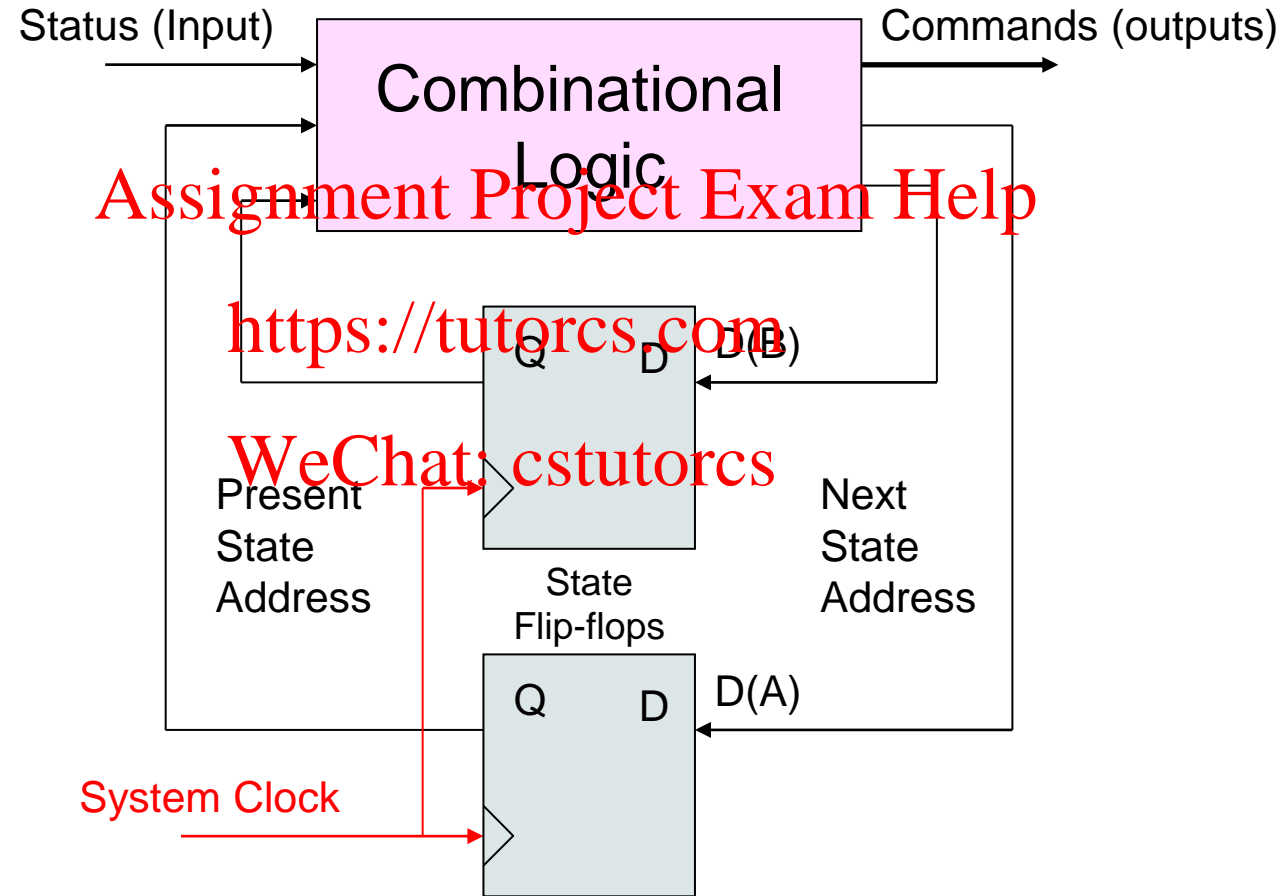 Status (Input)
Commands (outputs)
Combinational
Logic
Assignment Project Exam Help
https://tutorcs.com
Q
D
D(B)
WeChat: cstutorcs
Present
State
Address
Next
State
Address
State
Flip-flops
Q
D
D(A)
System Clock